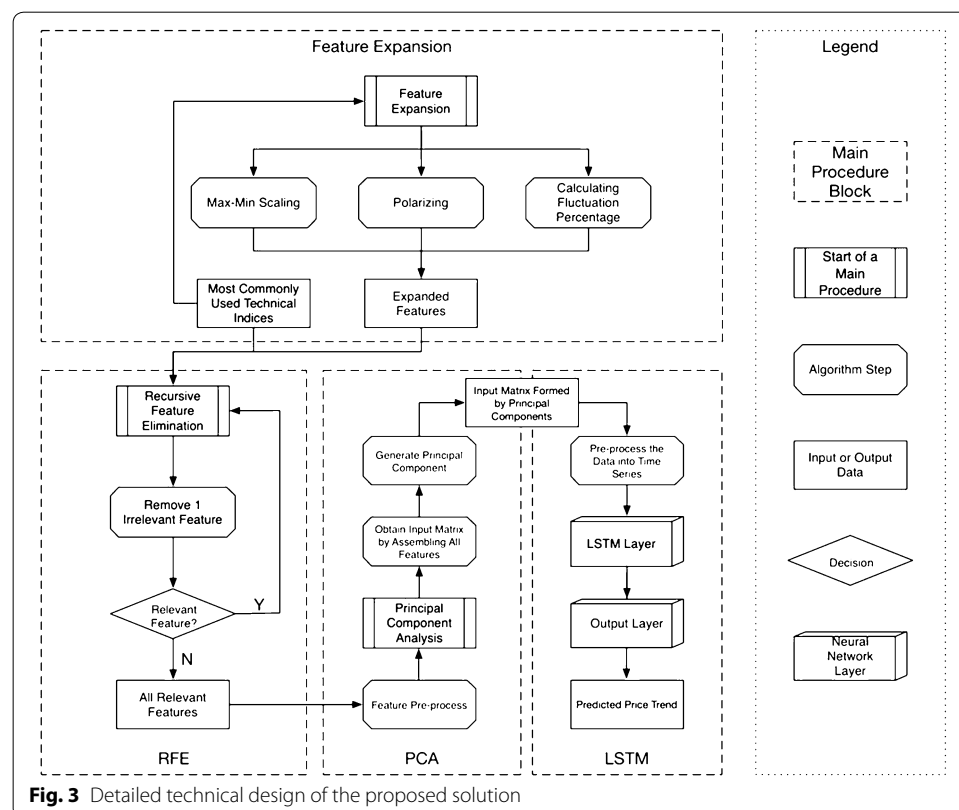 Feature Expansion
Feature
Expansion
Max-Min Scaling
Polarizing
Calculating
Fluctuation
Percentage
Most Commonly
Used Technical
Indices
Expanded
Features
Recursive
Feature
Elimination
Remove 1
Irrelevant Feature
Relevant
Feature?
Y
N
All Relevant
Features
RFE
Input Matrix Formed
by Principal
Components
Generate Principal
Component
Obtain Input Matrix
by Assembling All
Features
Principal
Component
Analysis
Feature Pre-process
PCA
Pre-process the
Data into Time
Series
LSTM Layer
Output Layer
Predicted Price Trend
LSTM
Legend
Main
Procedure
Block
Start of a
Main
Procedure
Algorithm Step
Input or Output
Data
Decision
Neural
Network
Layer
Fig. 3 Detailed technical design of the proposed solution